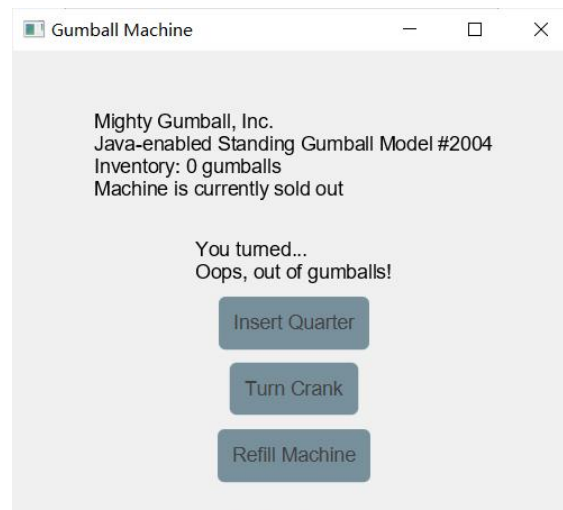 Gumball Machine
Mighty Gumball, Inc.
Java-enabled Standing Gumball Model #2004
Inventory: 0 gumballs
Machine is currently sold out
You turned...
Oops, out of gumballs!
Insert Quarter
Turn Crank
Refill Machine